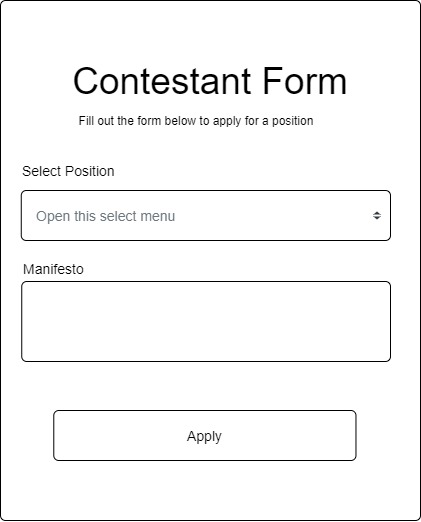 Contestant Form
Fill out the form below to apply for a position
Select Position
Open this select menu
Manifesto
Apply